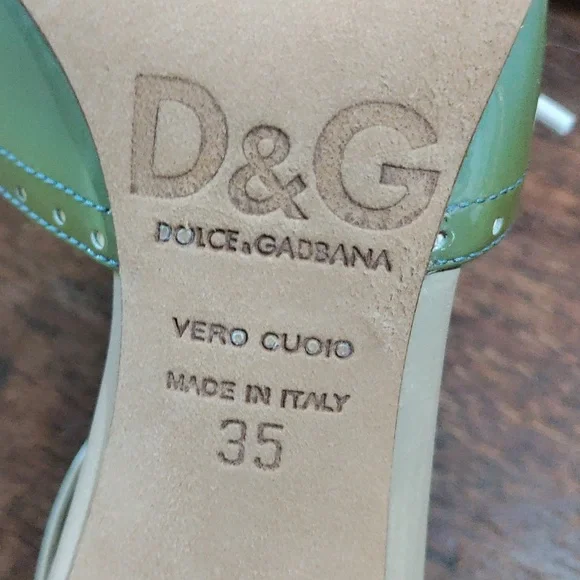 D&G
DOLCE&GABBANA
VERO CUOIO
MADE IN ITALY
35